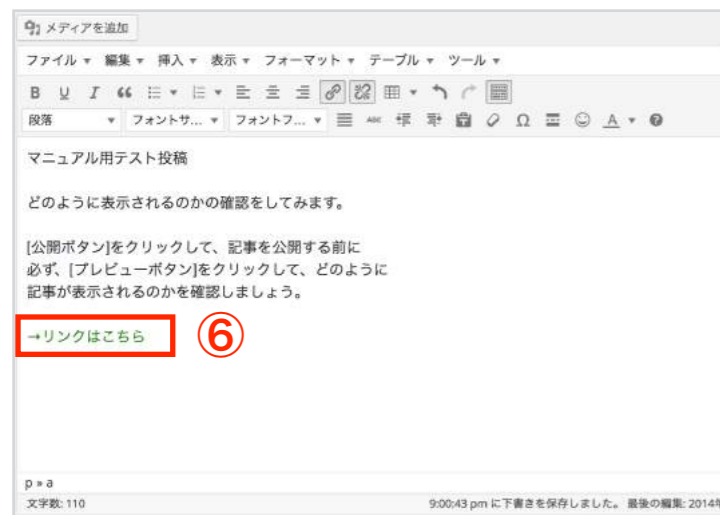 メディアを追加
ファイル 編集 挿入 表示 フォーマット テーブル ツール
B U I
段落 フォントサ... フォントフ... ABC Ω A
マニュアル用テスト投稿
どのように表示されるのかの確認をしてみます。
[公開ボタン]をクリックして、記事を公開する前に
必ず、[プレビューボタン]をクリックして、どのように
記事が表示されるのかを確認しましょう。
→リンクはこちら ⑥
p » a
文字数: 110 9:00:43 pm に下書きを保存しました。 最後の編集: 2014年